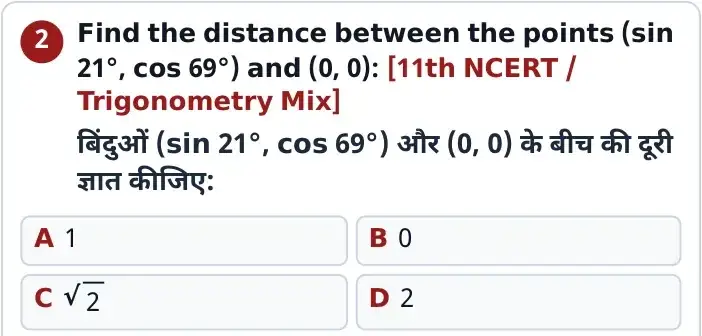 2 Find the distance between the points (sin
21°, cos 69°) and (0, 0): [11th NCERT /
Trigonometry Mix]
बिंदुओं (sin 21°, cos 69°) और (0, 0) के बीच की दूरी
ज्ञात कीजिए:
A 1
B 0
C √2
D 2